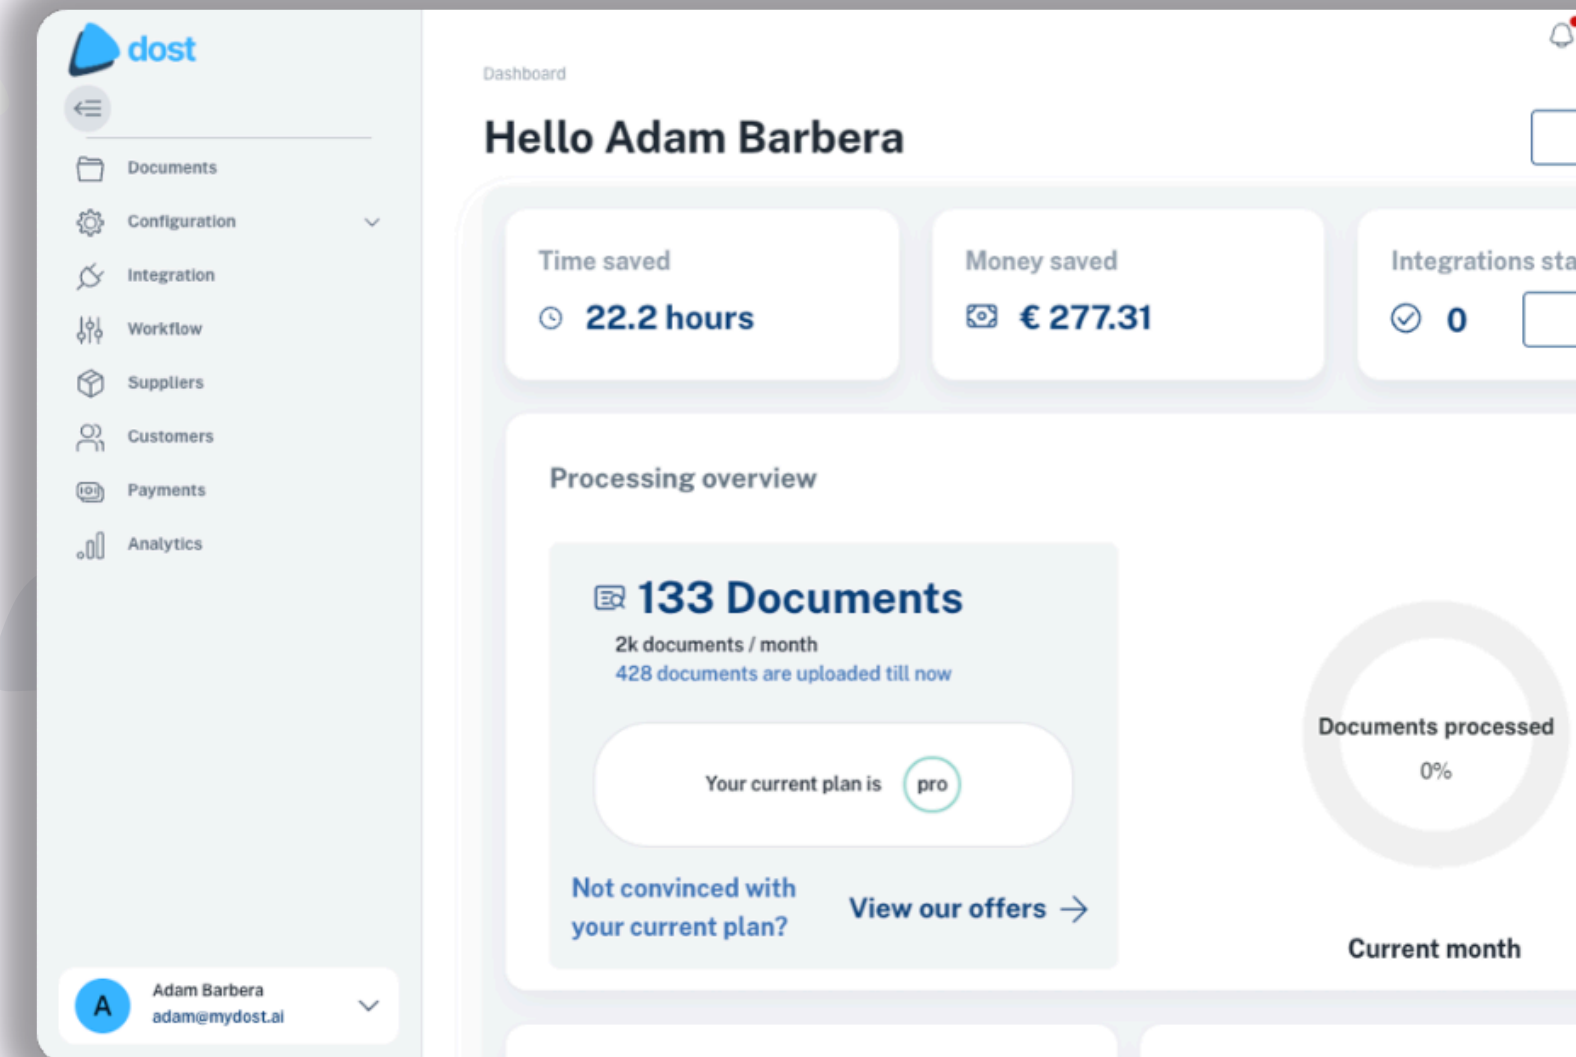 dost
Documents
Configuration
Integration
Workflow
Suppliers
Customers
Payments
Analytics
Adam Barbera
adam@mydost.ai
A
Dashboard
Hello Adam Barbera
Time saved
22.2 hours
Money saved
€ 277.31
Integrations sta
0
Processing overview
133 Documents
2k documents / month
428 documents are uploaded till now
Your current plan is pro
Not convinced with
your current plan?
View our offers
Documents processed
0%
Current month